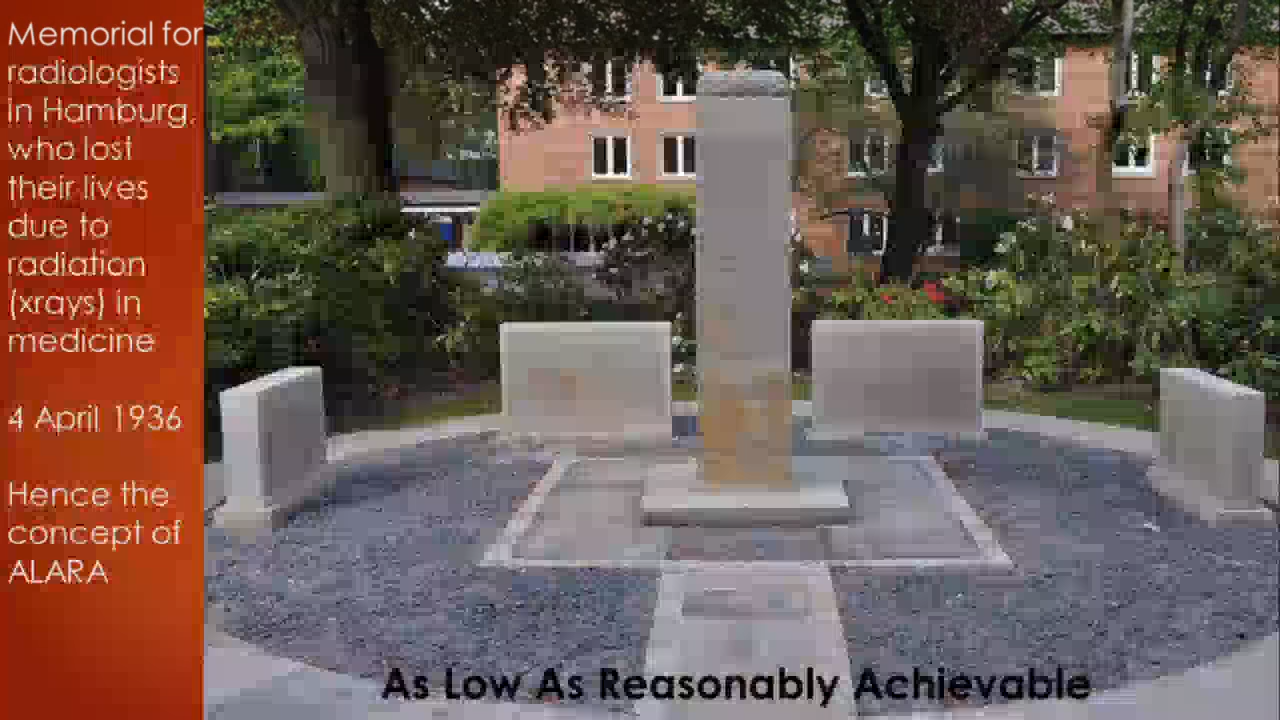 Memorial for
radiologists
in Hamburg,
who lost
their lives
due to
radiation
(xrays) in
medicine
4 April 1936
Hence the
concept of
ALARA
As Low As Reasonably Achievable